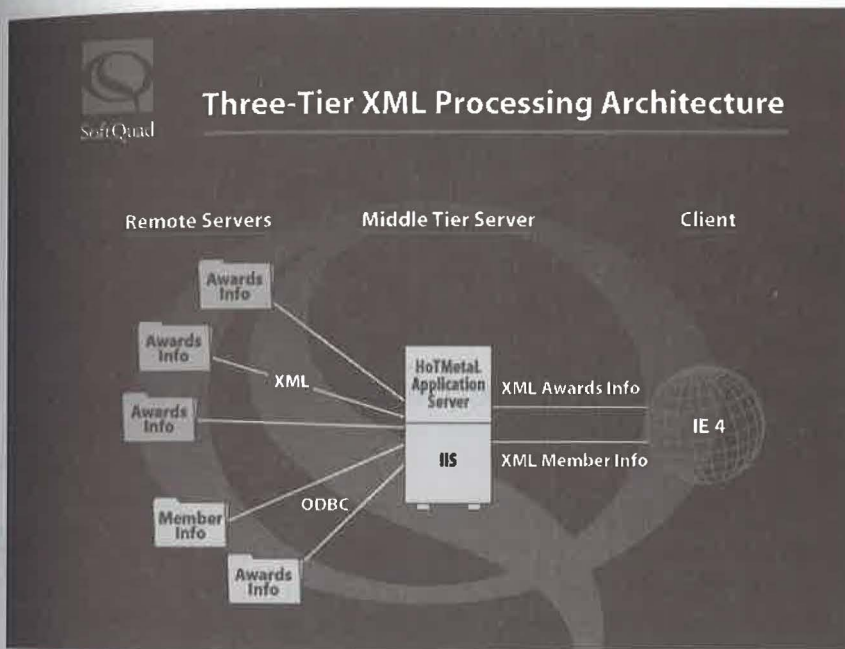 SoftQuad
Three-Tier XML Processing Architecture
Remote Servers
Middle Tier Server
Client
Awards
Info
Awards
Info
XML
Awards
Info
Member
Info
ODBC
Awards
Info
HoTMetaL
Application
Server
IIS
XML Awards Info
XML Member Info
IE 4